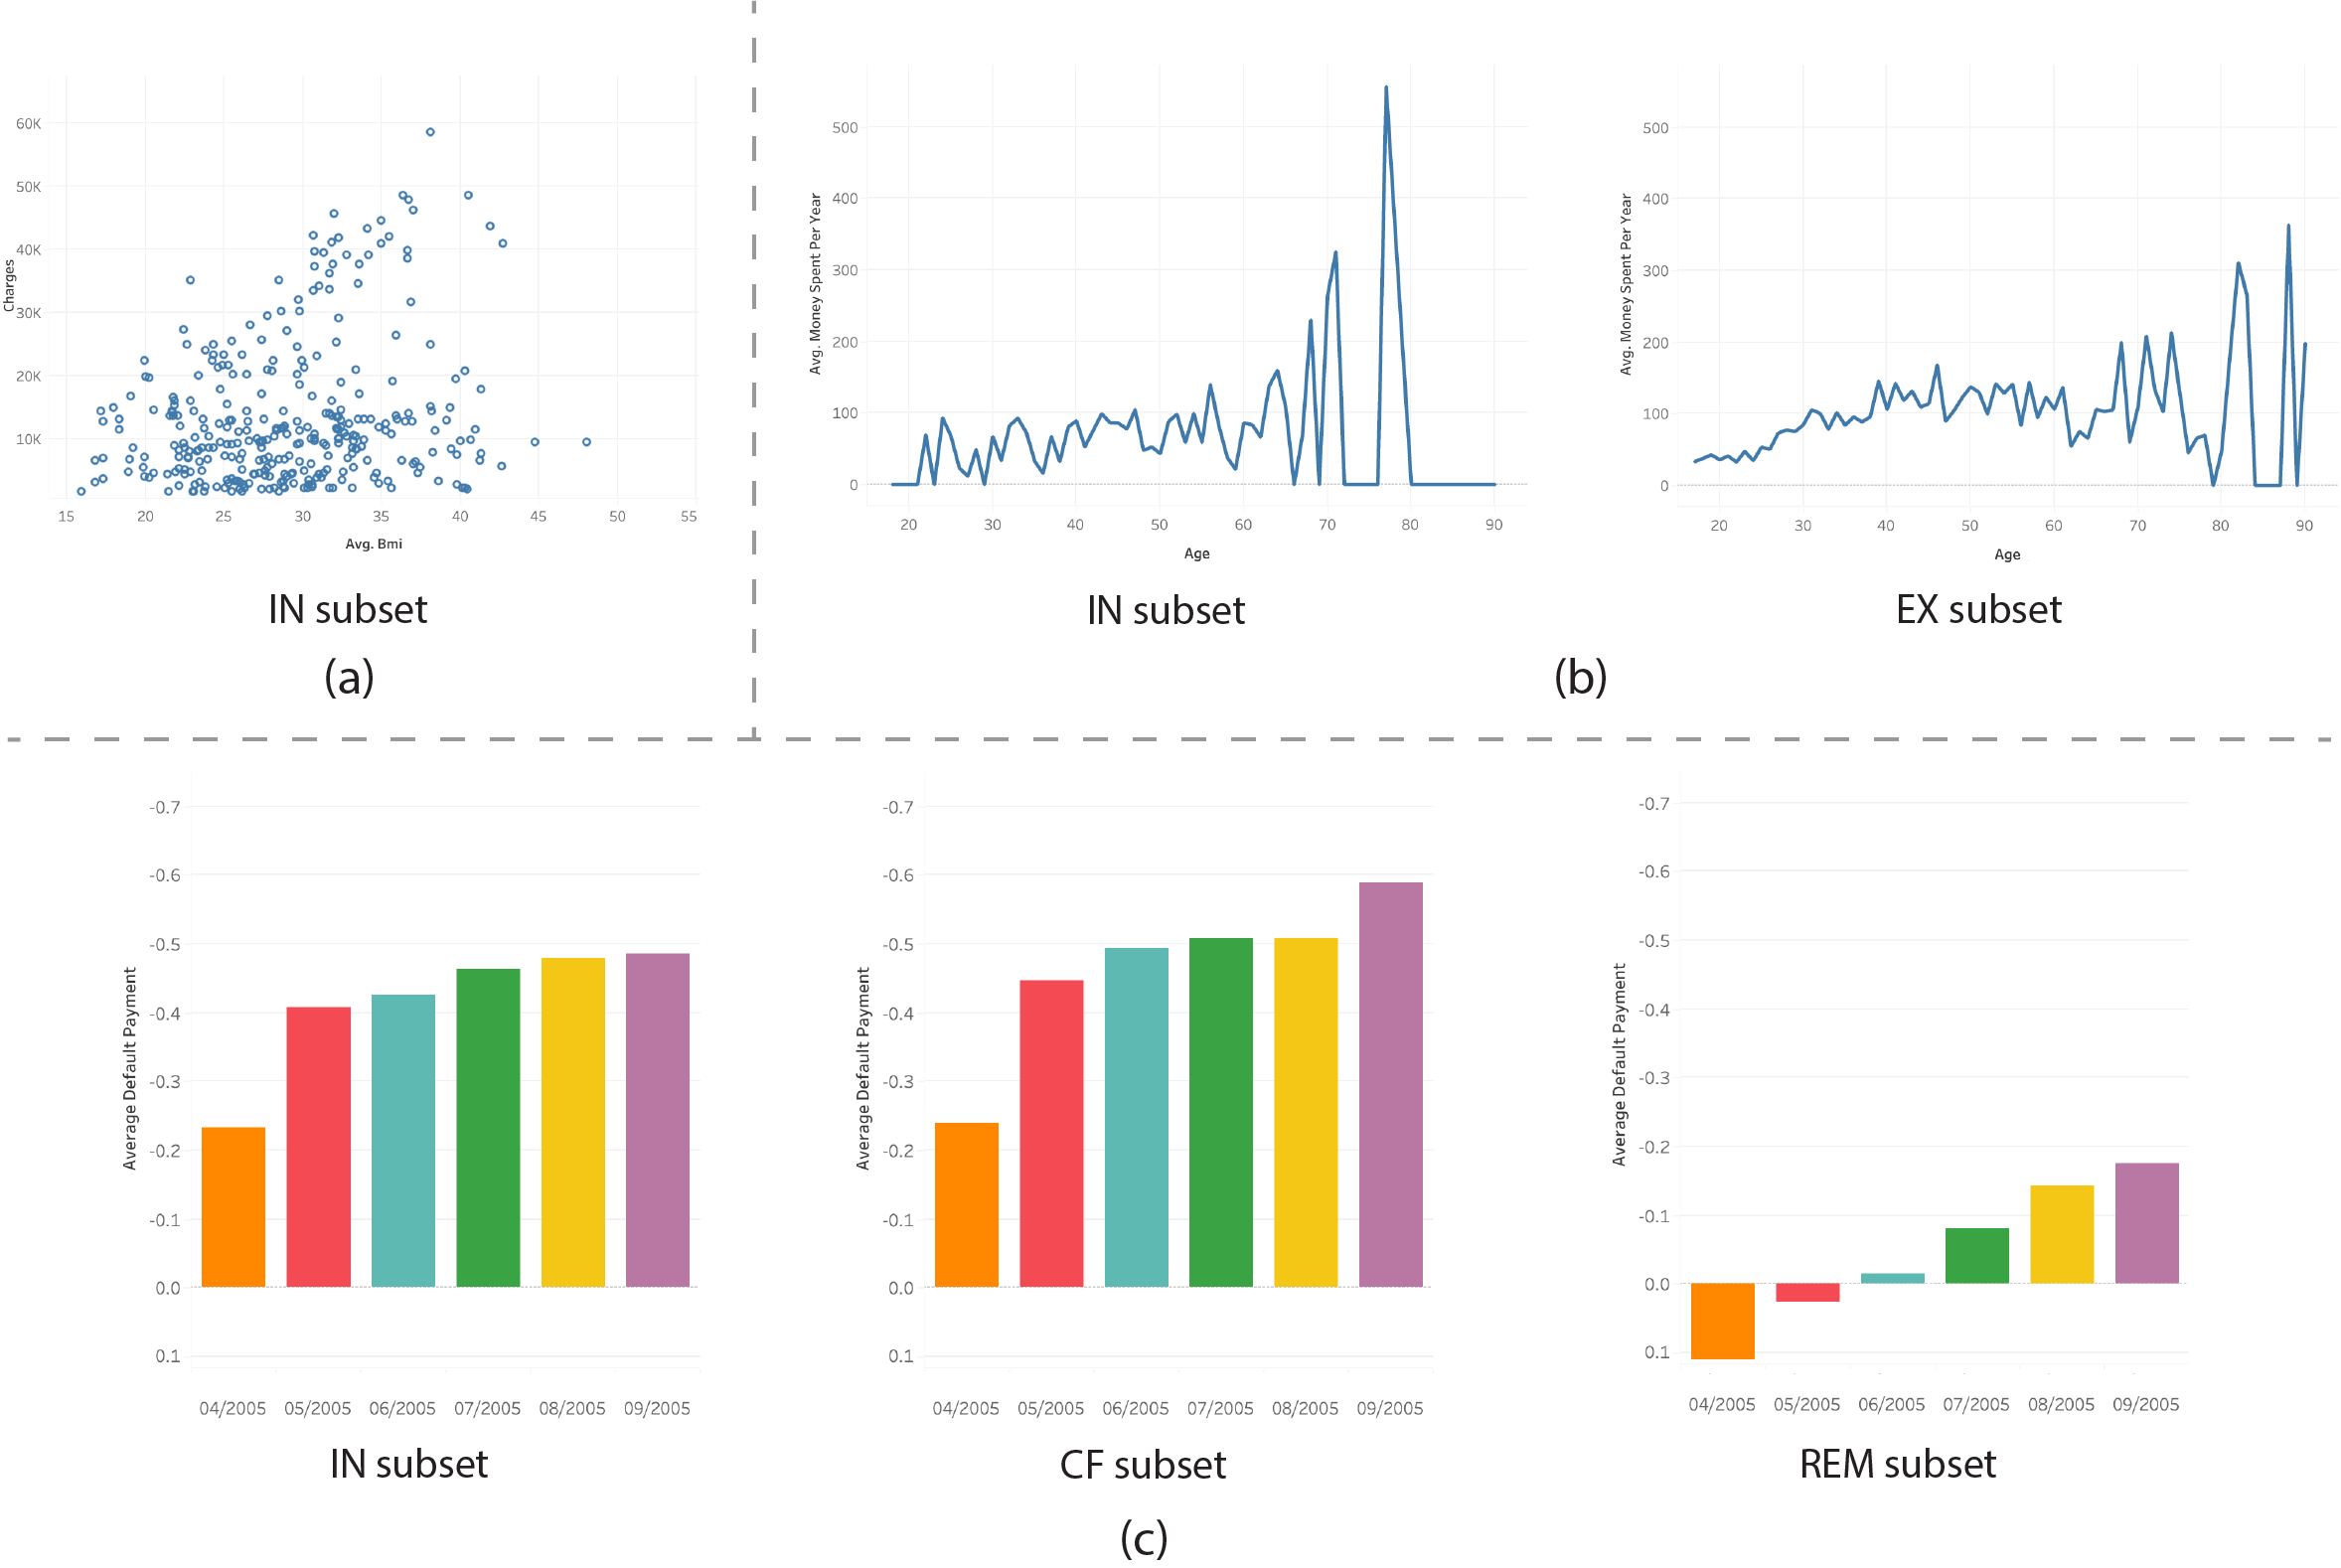 60K
50K
40K
30K
20K
10K
Charges
15 20 25 30 35 40 45 50 55
Avg. Bmi
IN subset
(a)
500
400
300
200
100
0
Avg. Money Spent Per Year
20 30 40 50 60 70 80 90
Age
IN subset
500
400
300
200
100
0
Avg. Money Spent Per Year
20 30 40 50 60 70 80 90
Age
EX subset
(b)
-0.7
-0.6
-0.5
-0.4
-0.3
-0.2
-0.1
0.0
0.1
Average Default Payment
04/2005 05/2005 06/2005 07/2005 08/2005 09/2005
IN subset
-0.7
-0.6
-0.5
-0.4
-0.3
-0.2
-0.1
0.0
0.1
Average Default Payment
04/2005 05/2005 06/2005 07/2005 08/2005 09/2005
CF subset
-0.7
-0.6
-0.5
-0.4
-0.3
-0.2
-0.1
0.0
0.1
Average Default Payment
04/2005 05/2005 06/2005 07/2005 08/2005 09/2005
REM subset
(c)